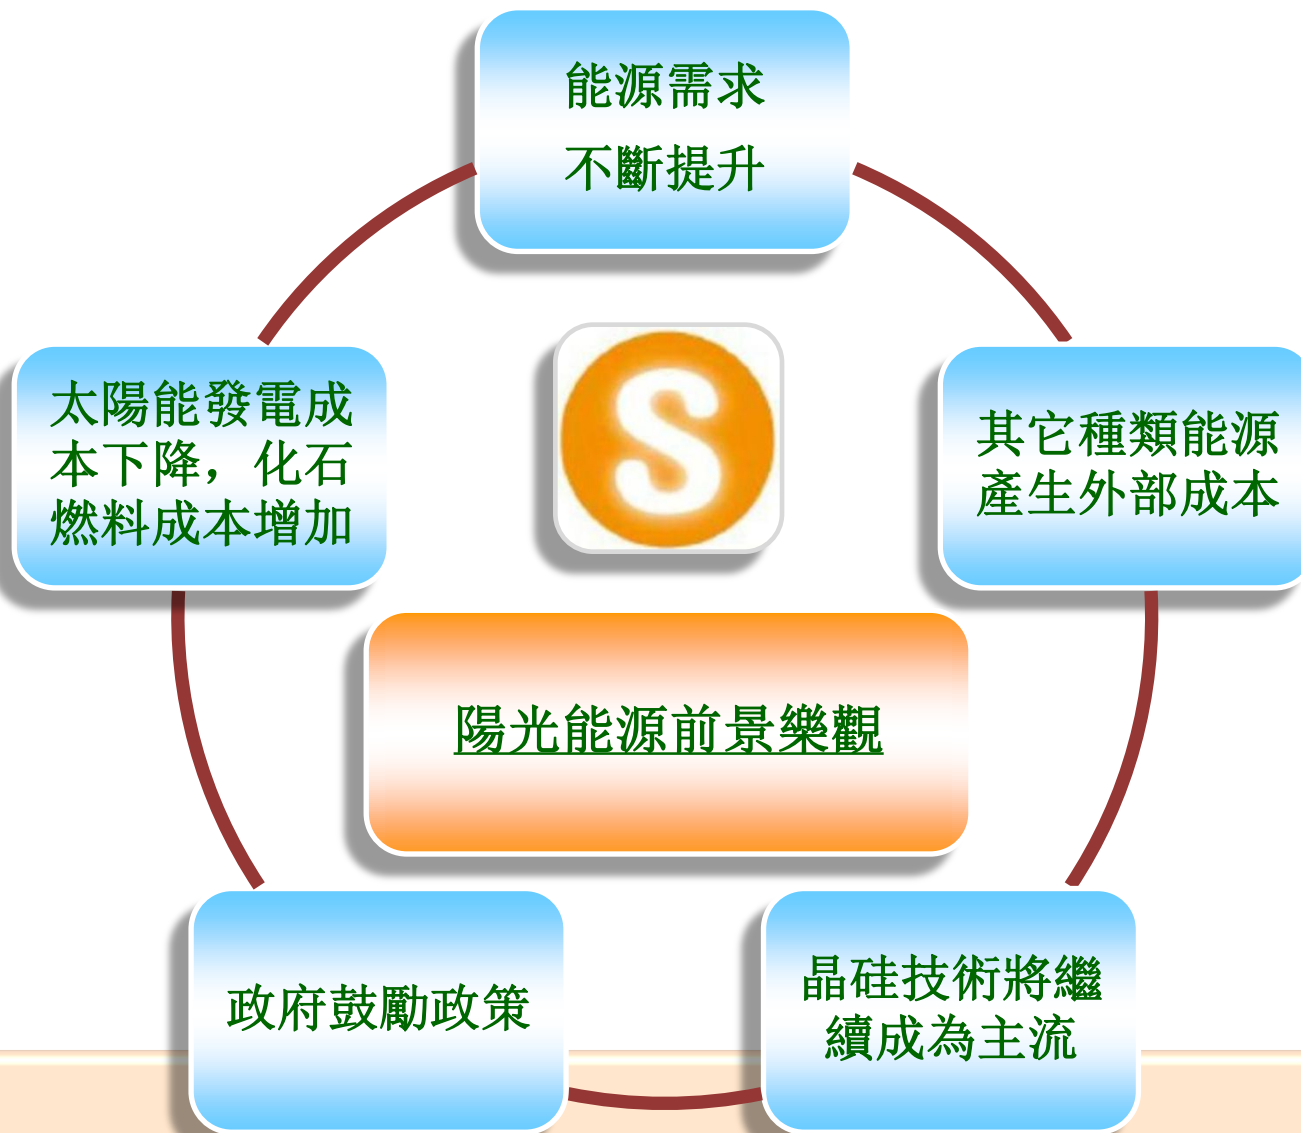 能源需求
不斷提升
太陽能發電成
本下降，化石
燃料成本增加
S
其它種類能源
產生外部成本
陽光能源前景樂觀
政府鼓勵政策
晶硅技術將繼
續成為主流